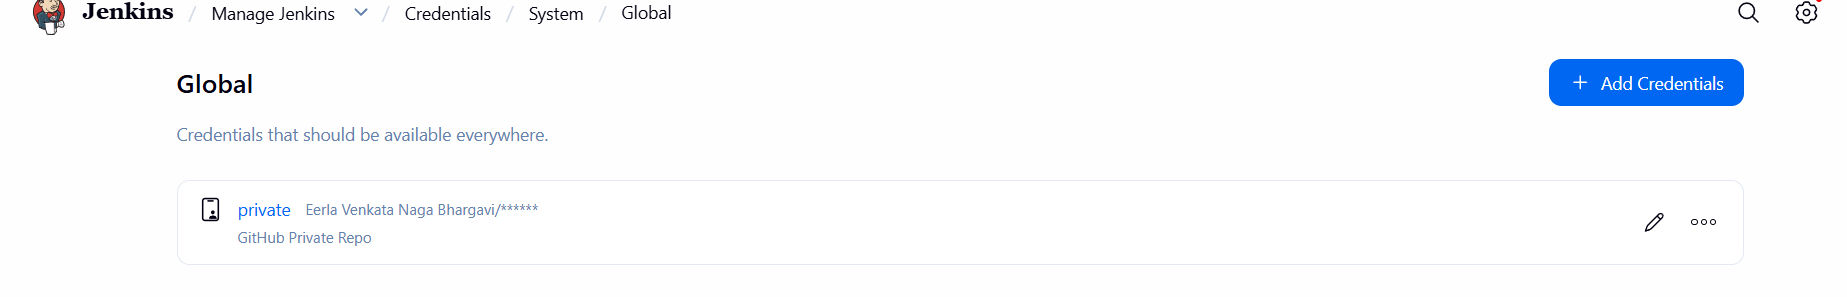 Jenkins / Manage Jenkins / Credentials / System / Global
Global
+ Add Credentials
Credentials that should be available everywhere.
private Eerla Venkata Naga Bhargavi/******
GitHub Private Repo